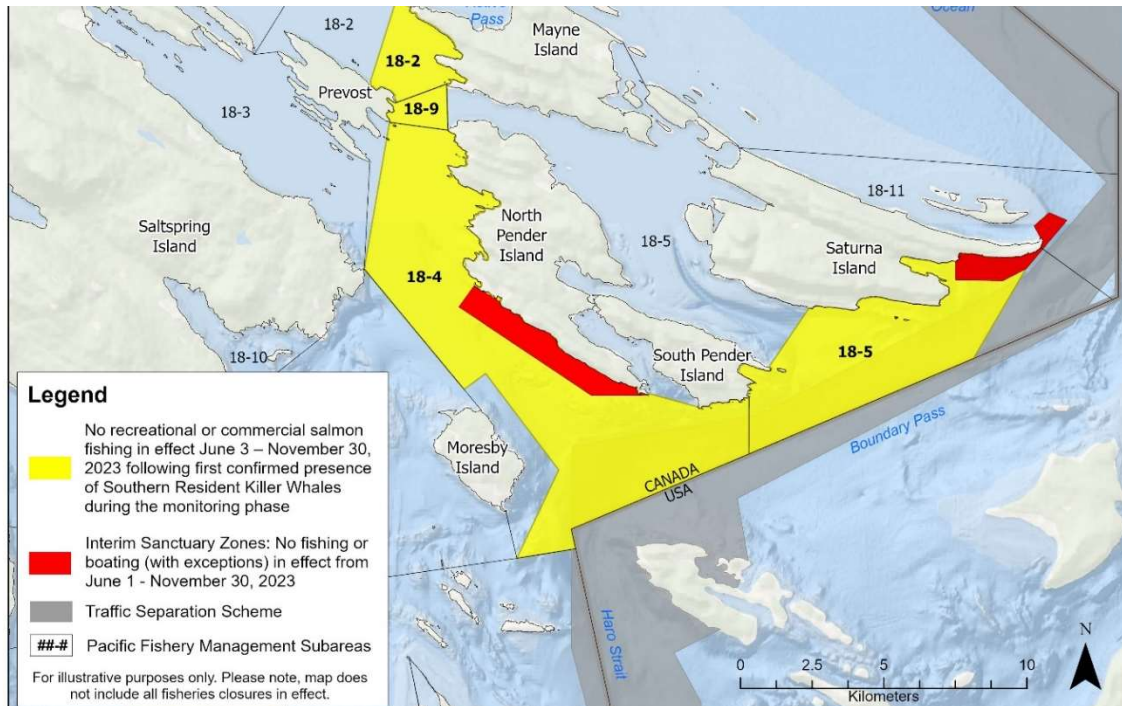 Pass
Ocean
Mayne
Island
18-2
18-2
Prevost
18-9
18-3
18-11
North
Pender
Island
Saltspring
Island
18-5
Saturna
Island
18-4
South Pender
Island
18-5
18-10
Moresby
Island
Boundary Pass
CANADA
USA
Haro Strait
Legend
No recreational or commercial salmon
fishing in effect June 3 – November 30,
2023 following first confirmed presence
of Southern Resident Killer Whales
during the monitoring phase
Interim Sanctuary Zones: No fishing or
boating (with exceptions) in effect from
June 1 - November 30, 2023
Traffic Separation Scheme
##-# Pacific Fishery Management Subareas
For illustrative purposes only. Please note, map does
not include all fisheries closures in effect.
N
0 2.5 5 10
Kilometers